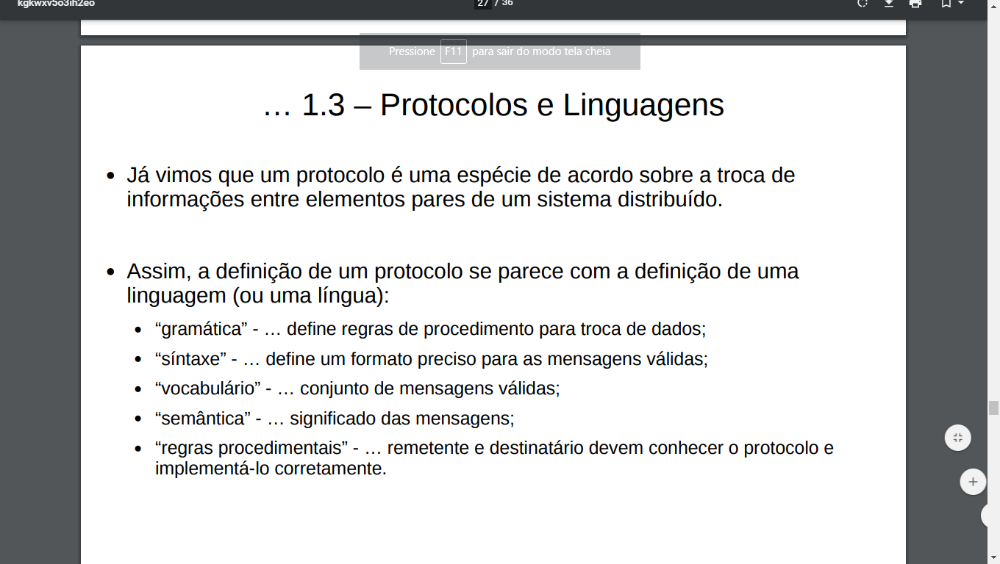 kgkwxv5o3ih2eo
27 / 36
Pressione F11 para sair do modo tela cheia
… 1.3 – Protocolos e Linguagens
• Já vimos que um protocolo é uma espécie de acordo sobre a troca de
informações entre elementos pares de um sistema distribuído.
• Assim, a definição de um protocolo se parece com a definição de uma
linguagem (ou uma língua):
• “gramática” - … define regras de procedimento para troca de dados;
• “síntaxe” - … define um formato preciso para as mensagens válidas;
• “vocabulário” - … conjunto de mensagens válidas;
• “semântica” - … significado das mensagens;
• “regras procedimentais” - … remetente e destinatário devem conhecer o protocolo e
implementá-lo corretamente.